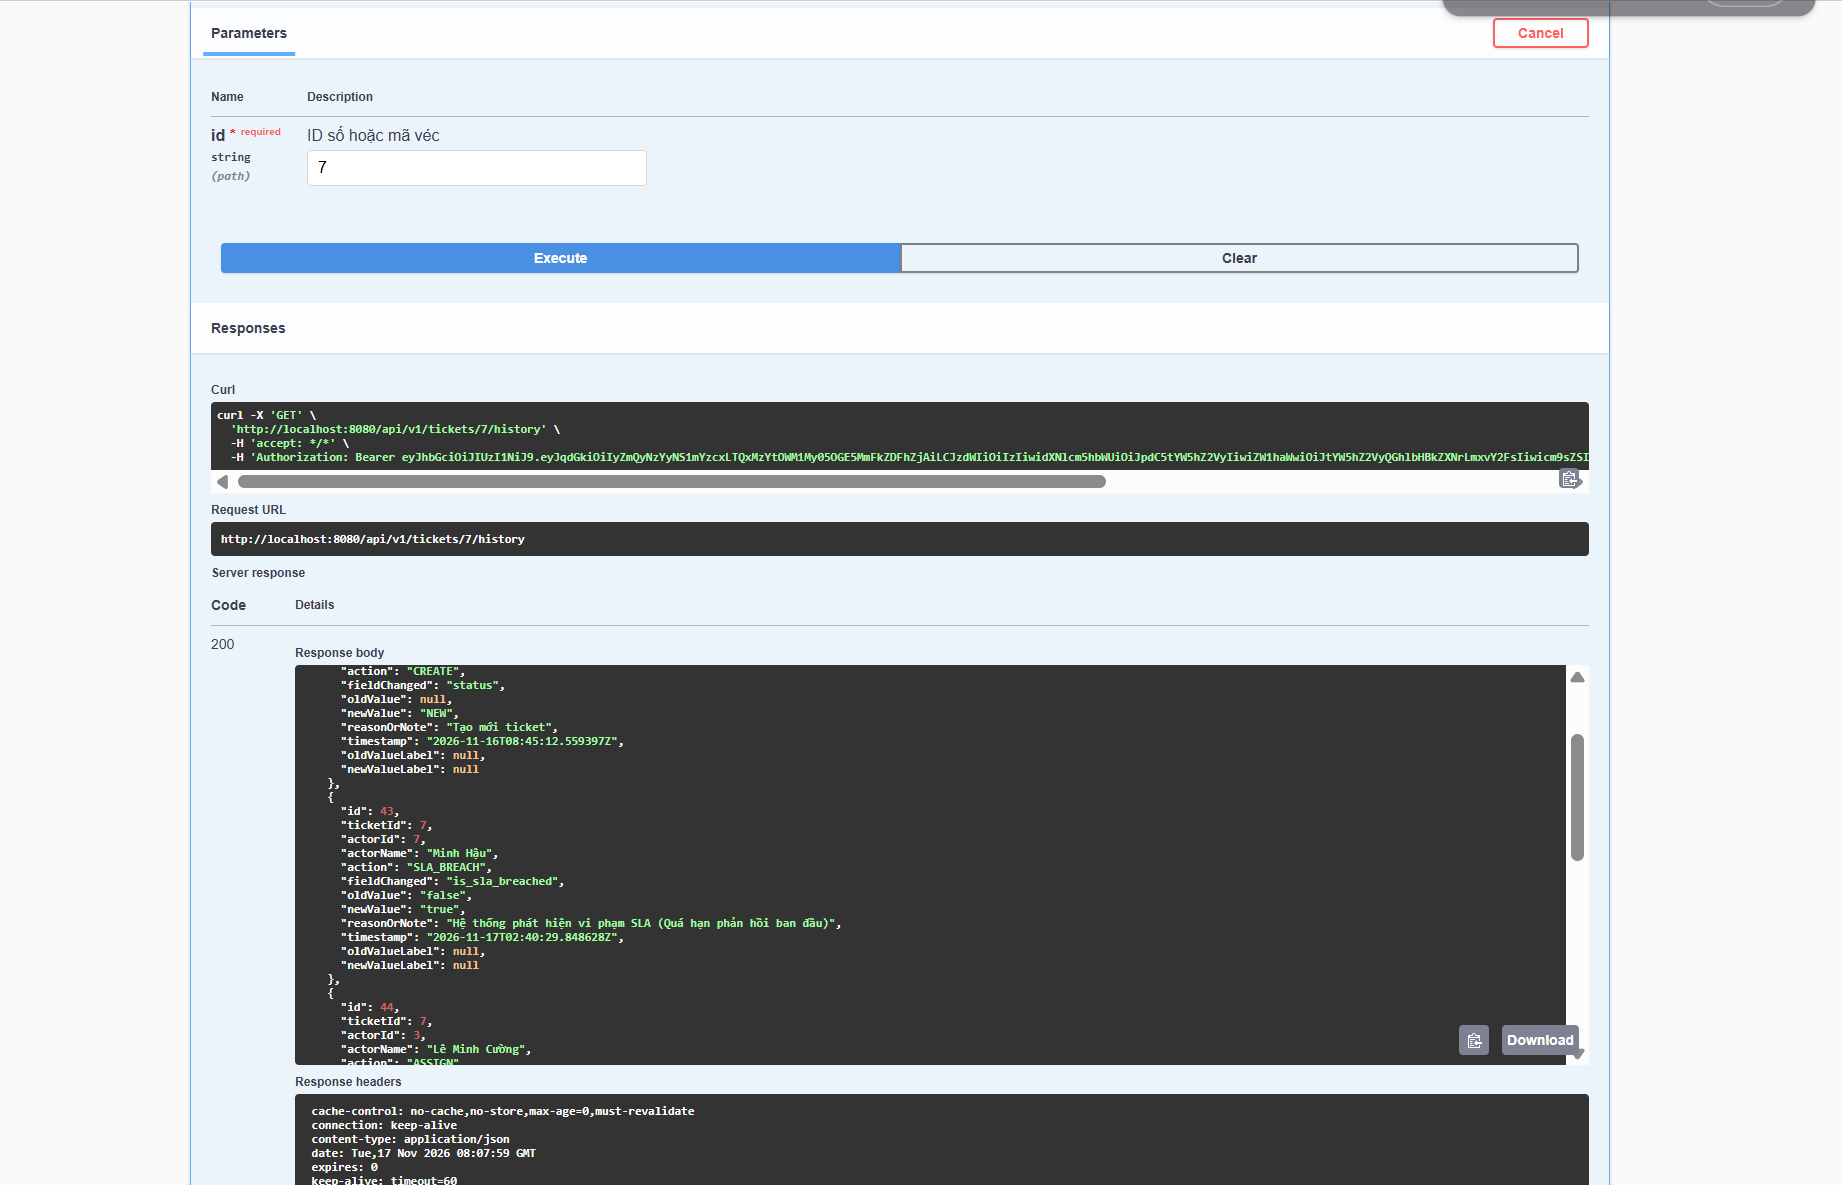 Parameters
Cancel
Name Description
id * required
ID số hoặc mã véc
string
(path)
7
Execute Clear
Responses
Curl
curl -X 'GET' \
'http://localhost:8080/api/v1/tickets/7/history' \
-H 'accept: */*' \
-H 'Authorization: Bearer eyJhbGciOiJIUzI1NiJ9.eyJqdGkiOiIyZmQyNzYyNS1mYzcxLTQxMzYtOWM1My05OGE5MmFkZDFhZjAiLCJzdWIiOiIzIiwidXNlcm5hbWUiOiJpdC5tYW5hZ2VyIiwiZW1haWwiOiJtYW5hZ2VyQGhlbHBkZXNrLmxvY2FsIiwicm9sZSI
Request URL
http://localhost:8080/api/v1/tickets/7/history
Server response
Code Details
200
Response body
"action": "CREATE",
"fieldChanged": "status",
"oldValue": null,
"newValue": "NEW",
"reasonOrNote": "Tạo mới ticket",
"timestamp": "2026-11-16T08:45:12.559397Z",
"oldValueLabel": null,
"newValueLabel": null
},
{
"id": 43,
"ticketId": 7,
"actorId": 7,
"actorName": "Minh Hậu",
"action": "SLA_BREACH",
"fieldChanged": "is_sla_breached",
"oldValue": "false",
"newValue": "true",
"reasonOrNote": "Hệ thống phát hiện vi phạm SLA (Quá hạn phản hồi ban đầu)",
"timestamp": "2026-11-17T02:40:29.848628Z",
"oldValueLabel": null,
"newValueLabel": null
},
{
"id": 44,
"ticketId": 7,
"actorId": 3,
"actorName": "Lê Minh Cường",
"action": "ASSIGN"
Download
Response headers
cache-control: no-cache,no-store,max-age=0,must-revalidate
connection: keep-alive
content-type: application/json
date: Tue,17 Nov 2026 08:07:59 GMT
expires: 0
keep-alive: timeout=60